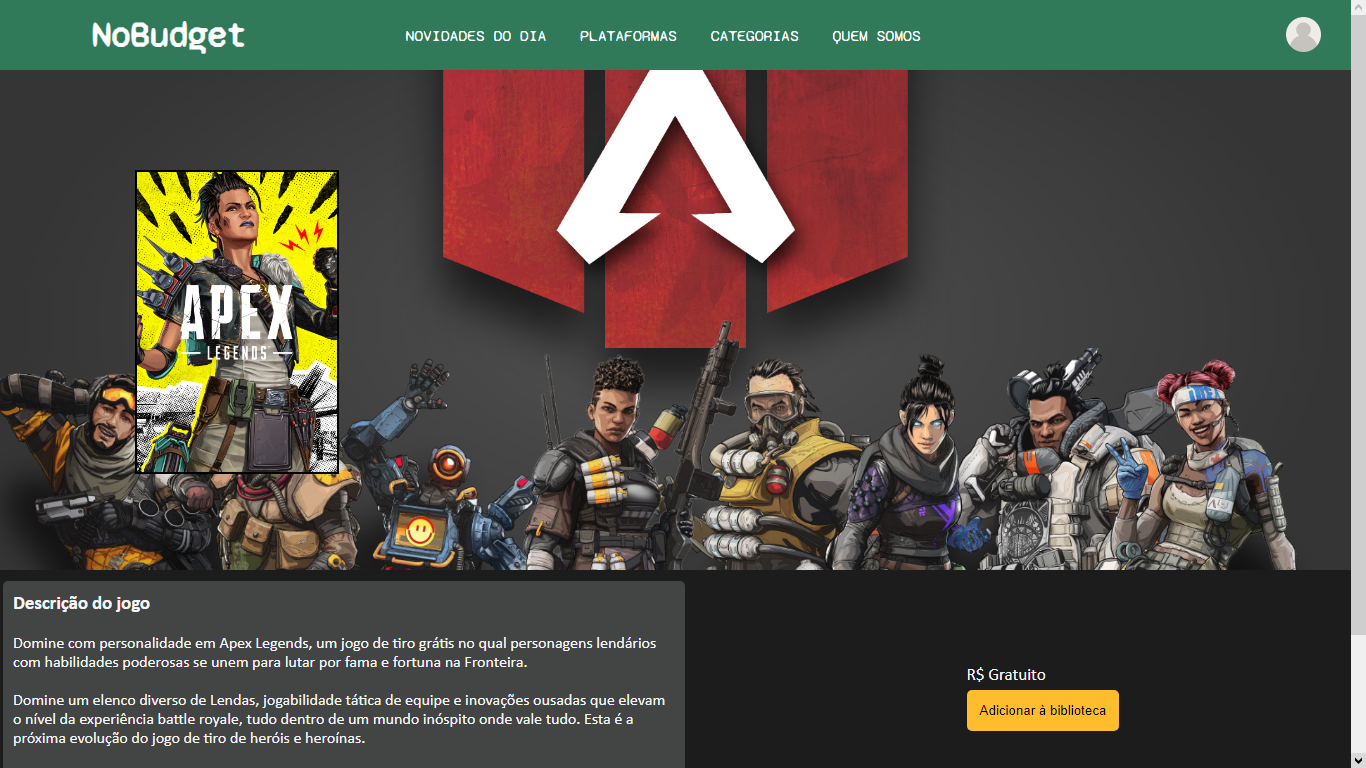 NoBudget
NOVIDADES DO DIA
PLATAFORMAS
CATEGORIAS
QUEM SOMOS
APEX
LEGENDS
Descrição do jogo
Domine com personalidade em Apex Legends, um jogo de tiro grátis no qual personagens lendários
com habilidades poderosas se unem para lutar por fama e fortuna na Fronteira.
Domine um elenco diverso de Lendas, jogabilidade tática de equipe e inovações ousadas que elevam
o nível da experiência battle royale, tudo dentro de um mundo inóspito onde vale tudo. Esta é a
próxima evolução do jogo de tiro de heróis e heroínas.
R$ Gratuito
Adicionar à biblioteca